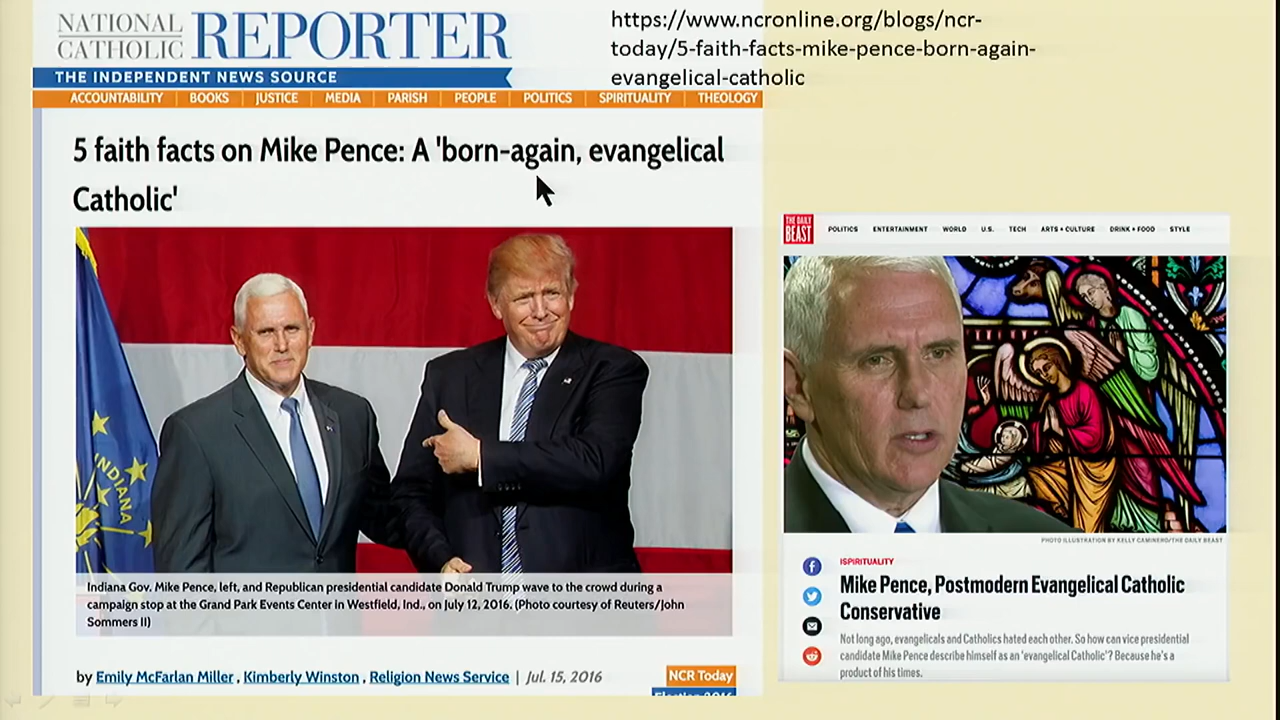 NATIONAL
CATHOLIC
REPORTER
THE INDEPENDENT NEWS SOURCE
ACCOUNTABILITY | BOOKS | JUSTICE | MEDIA | PARISH | PEOPLE | POLITICS | SPIRITUALITY | THEOLOGY
https://www.ncronline.org/blogs/ncr-
today/5-faith-facts-mike-pence-born-again-
evangelical-catholic
5 faith facts on Mike Pence: A 'born-again, evangelical
Catholic'
INDIANA
Indiana Gov. Mike Pence, left, and Republican presidential candidate Donald Trump wave to the crowd during a
campaign stop at the Grand Park Events Center in Westfield, Ind., on July 12, 2016. (Photo courtesy of Reuters/John
Sommers II)
by Emily McFarlan Miller , Kimberly Winston , Religion News Service | Jul. 15, 2016
NCR Today
Election 2016
THE DAILY
BEAST
POLITICS ENTERTAINMENT WORLD U.S. TECH ARTS + CULTURE DRINK + FOOD STYLE
PHOTO ILLUSTRATION BY KELLY CAMINERO/THE DAILY BEAST
ISPIRITUALITY
Mike Pence, Postmodern Evangelical Catholic
Conservative
Not long ago, evangelicals and Catholics hated each other. So how can vice presidential
candidate Mike Pence describe himself as an 'evangelical Catholic'? Because he's a
product of his times.